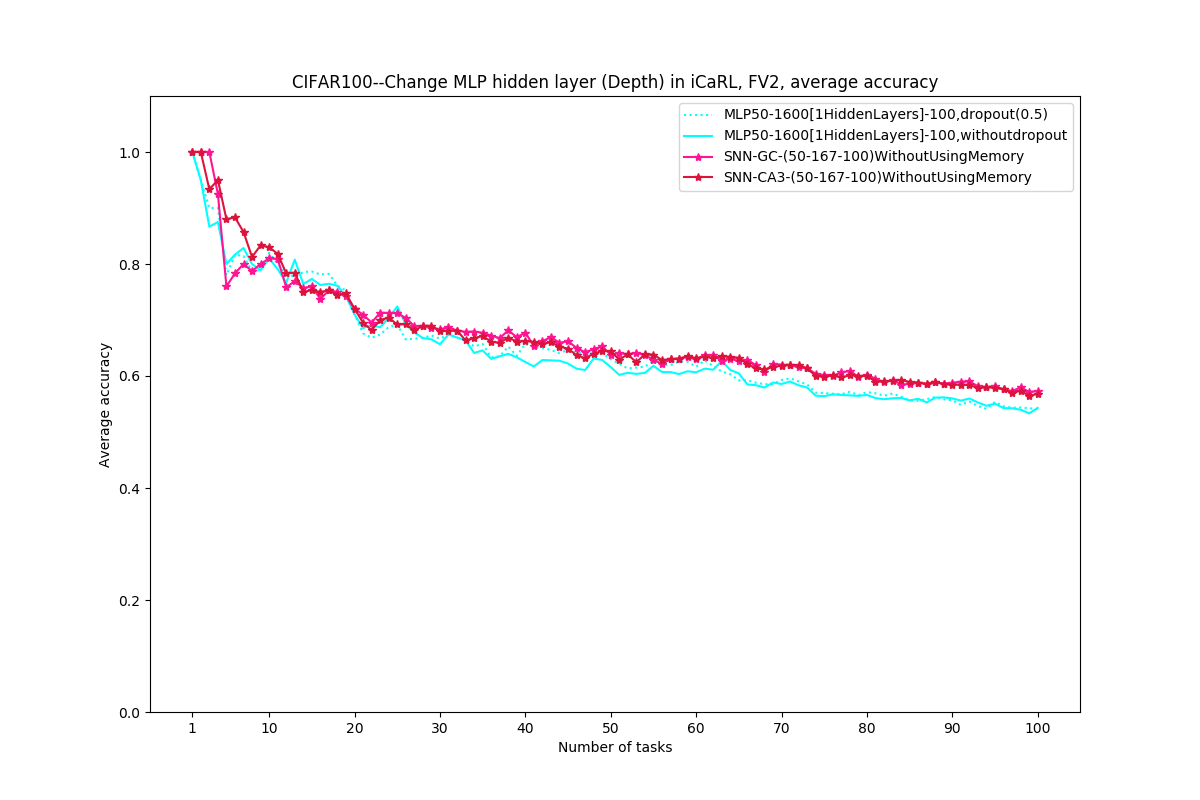 CIFAR100--Change MLP hidden layer (Depth) in iCaRL, FV2, average accuracy
MLP50-1600[1HiddenLayers]-100,dropout(0.5)
MLP50-1600[1HiddenLayers]-100,withoutdropout
SNN-GC-(50-167-100)WithoutUsingMemory
SNN-CA3-(50-167-100)WithoutUsingMemory
Average accuracy
1.0
0.8
0.6
0.4
0.2
0.0
1 10 20 30 40 50 60 70 80 90 100
Number of tasks